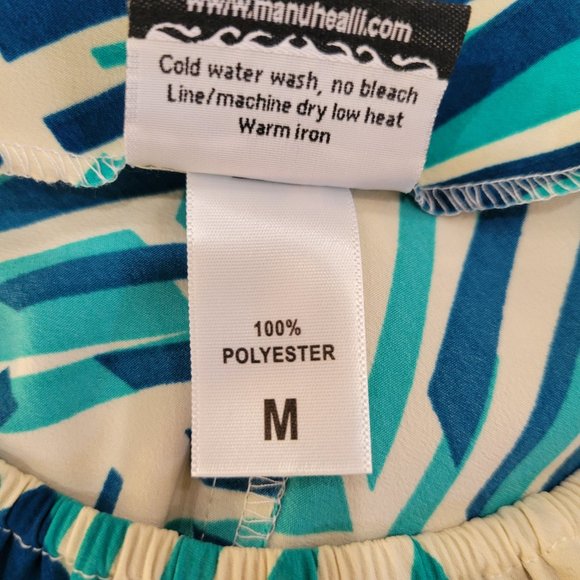 www.manuhealii.com
Cold water wash, no bleach
Line/machine dry low heat
Warm iron
100%
POLYESTER
M